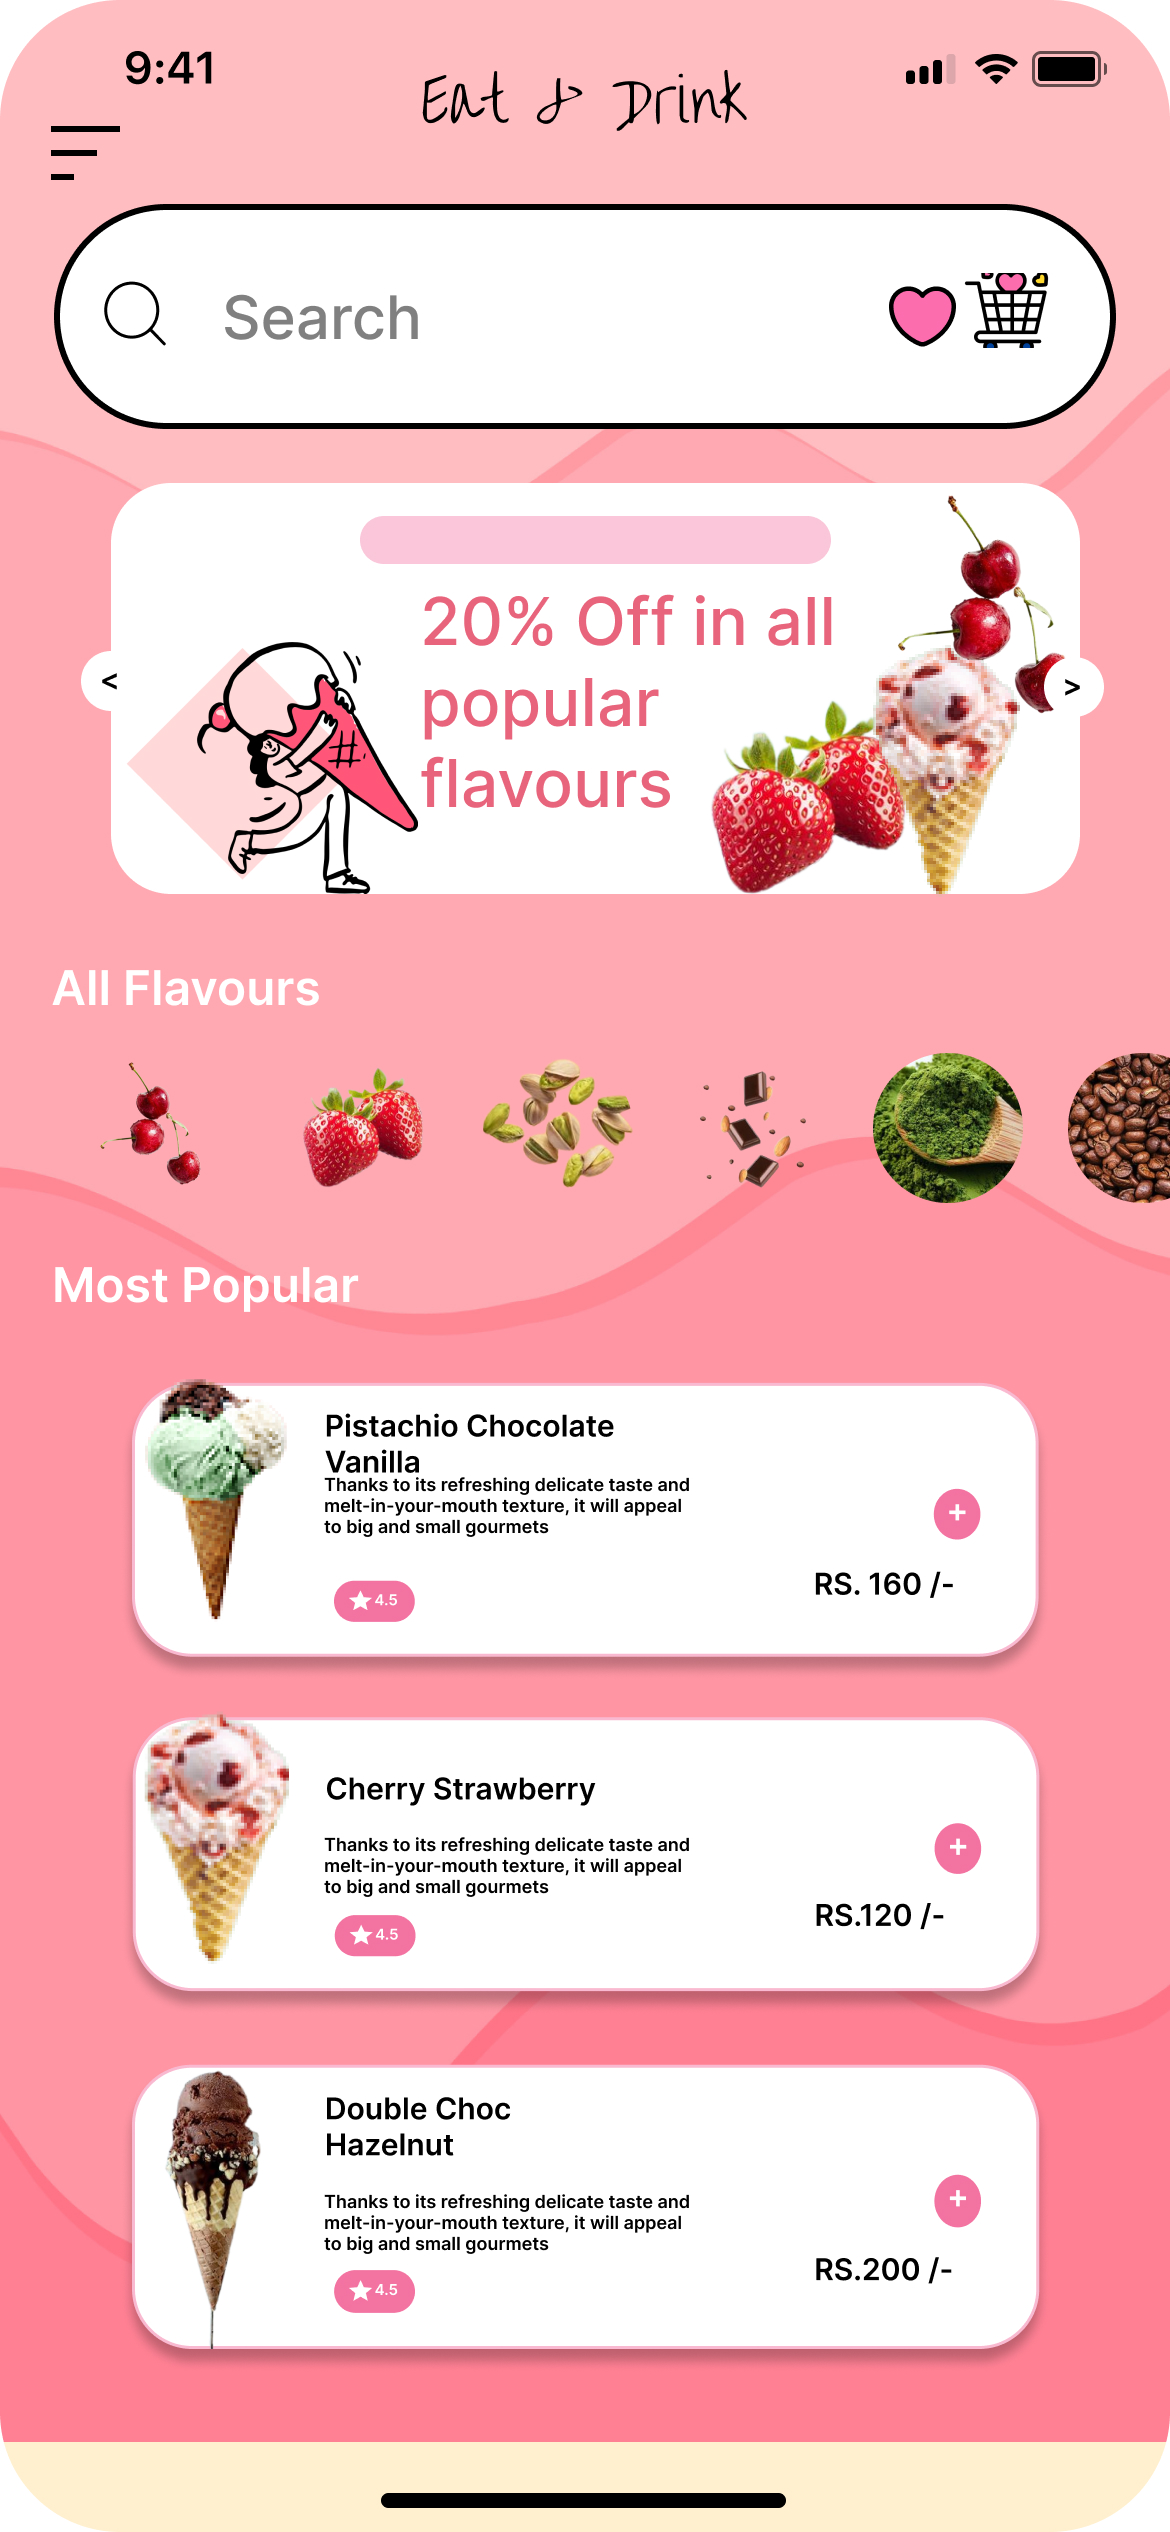 9:41
Eat & Drink
Search
20% Off in all
popular
flavours
<
>
All Flavours
Most Popular
Pistachio Chocolate
Vanilla
Thanks to its refreshing delicate taste and
melt-in-your-mouth texture, it will appeal
to big and small gourmets
+
RS. 160 /-
4.5
Cherry Strawberry
Thanks to its refreshing delicate taste and
melt-in-your-mouth texture, it will appeal
to big and small gourmets
+
RS.120 /-
4.5
Double Choc
Hazelnut
Thanks to its refreshing delicate taste and
melt-in-your-mouth texture, it will appeal
to big and small gourmets
+
RS.200 /-
4.5